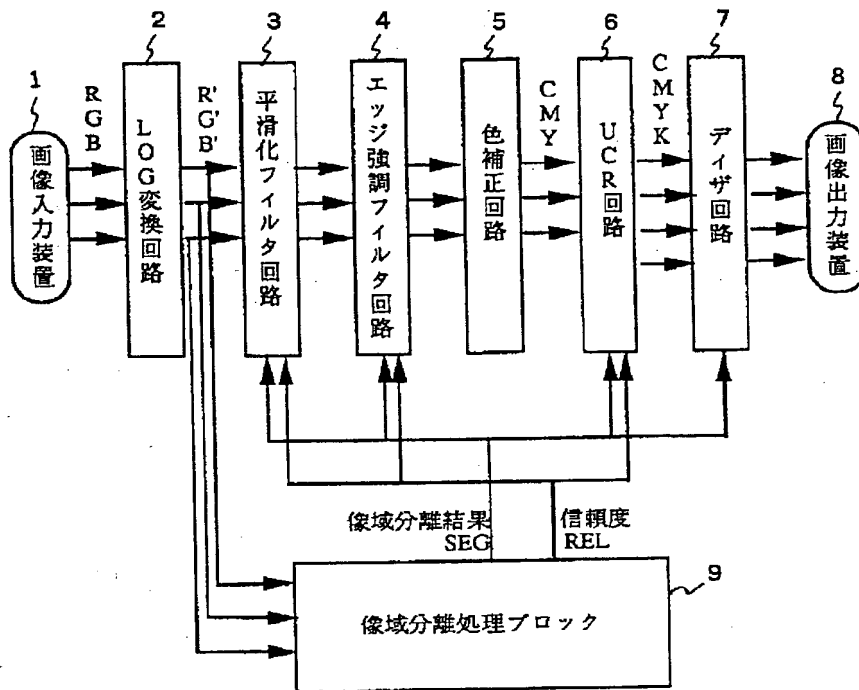 1
画像入力装置
RGB
2
LOG変換回路
R'G'B'
3
平滑化フィルタ回路
4
エッジ強調フィルタ回路
5
色補正回路
CMY
6
UCR回路
CMYK
7
ディザ回路
8
画像出力装置
像域分離結果
SEG
信頼度
REL
9
像域分離処理ブロック